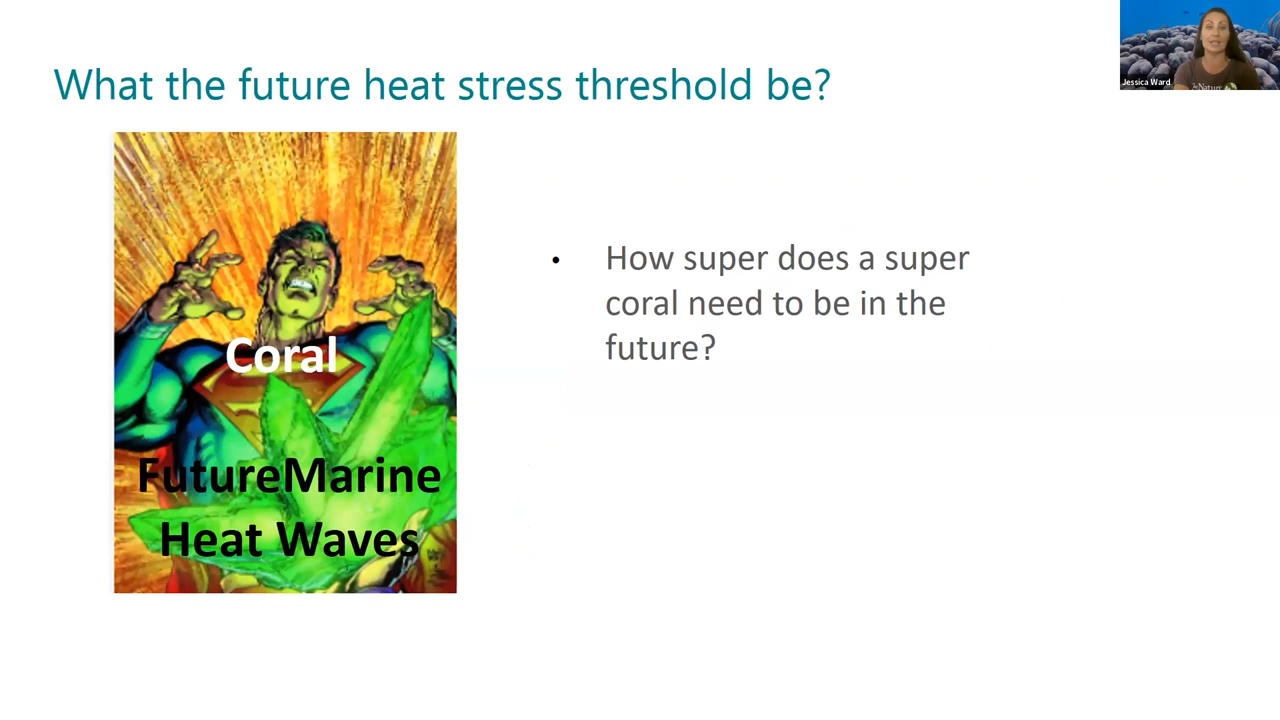 What the future heat stress threshold be?
Jessica Ward
Coral
FutureMarine
Heat Waves
• How super does a super
coral need to be in the
future?